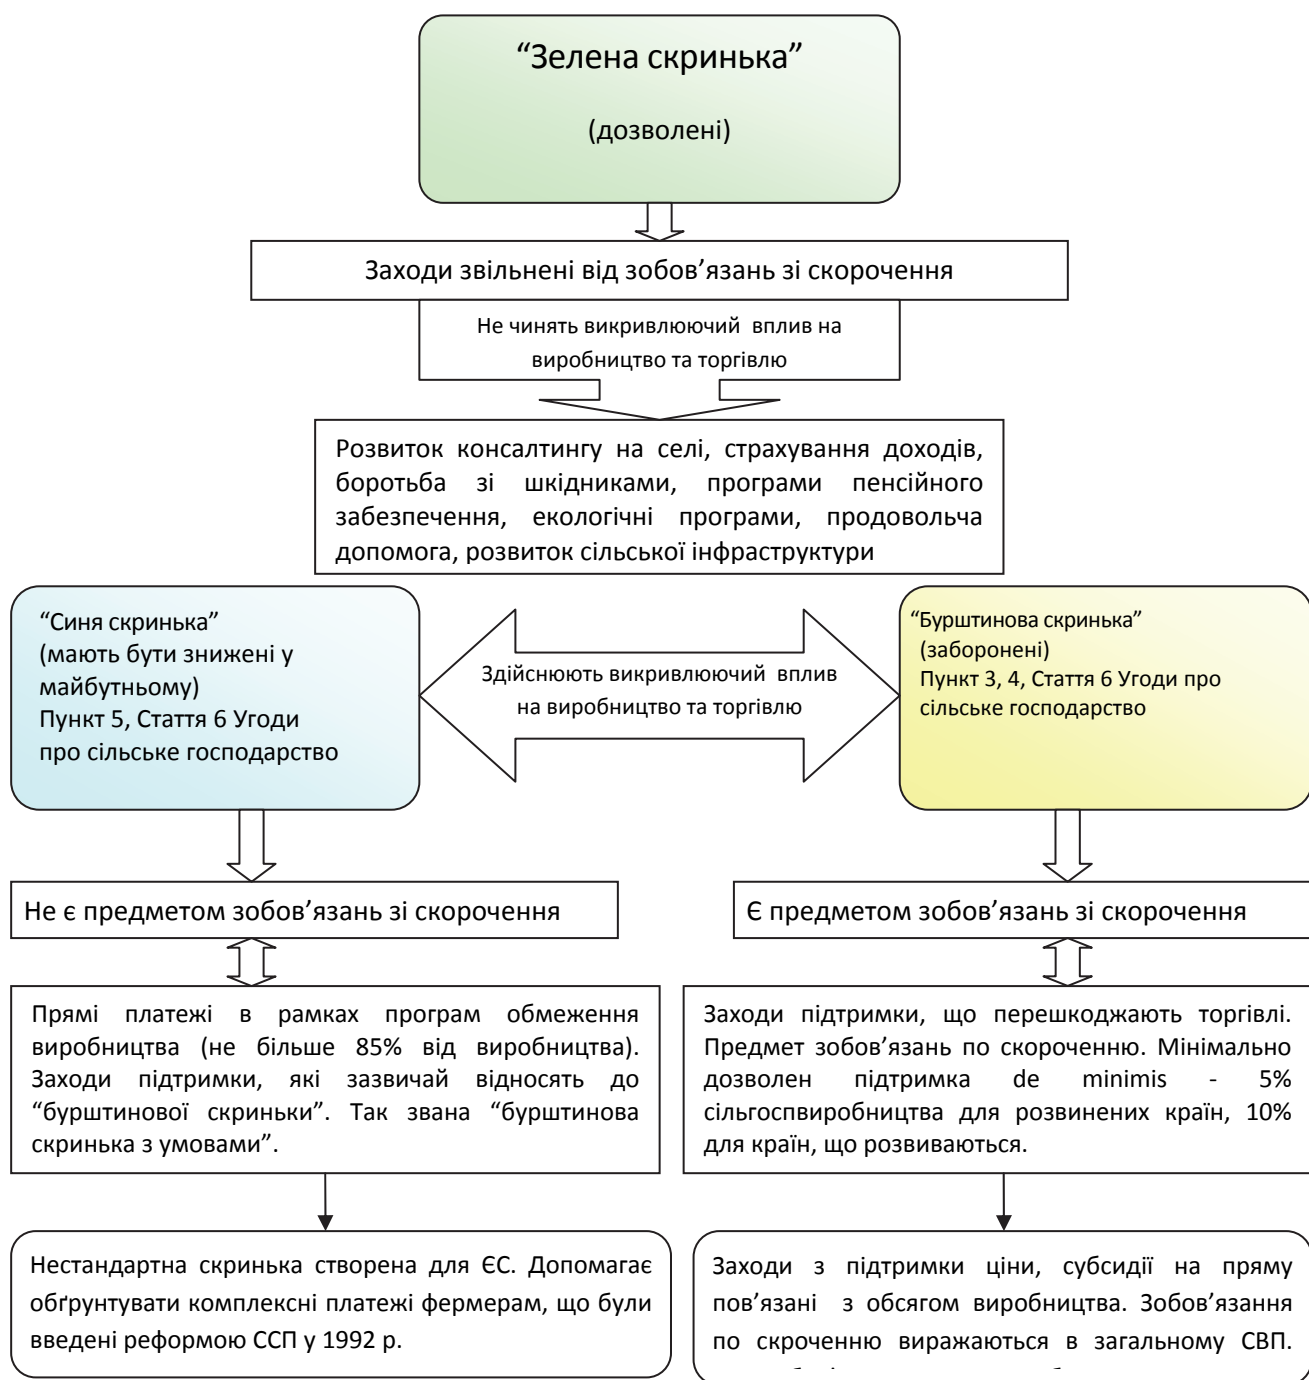 “Зелена скринька”
(дозволені)
Заходи звільнені від зобов’язань зі скорочення
Не чинять викривлюючий вплив на
виробництво та торгівлю
Розвиток консалтингу на селі, страхування доходів,
боротьба зі шкідниками, програми пенсійного
забезпечення, екологічні програми, продовольча
допомога, розвиток сільської інфраструктури
“Синя скринька”
(мають бути знижені у
майбутньому)
Пункт 5, Стаття 6 Угоди
про сільське господарство
Здійснюють викривлюючий вплив
на виробництво та торгівлю
“Бурштинова скринька”
(заборонені)
Пункт 3, 4, Стаття 6 Угоди про
сільське господарство
Не є предметом зобов’язань зі скорочення
Є предметом зобов’язань зі скорочення
Прямі платежі в рамках програм обмеження
виробництва (не більше 85% від виробництва).
Заходи підтримки, які зазвичай відносять до
“бурштинової скриньки”. Так звана “бурштинова
скринька з умовами”.
Заходи підтримки, що перешкоджають торгівлі.
Предмет зобов’язань по скороченню. Мінімально
дозволен підтримка de minimis - 5%
сільгоспвиробництва для розвинених країн, 10%
для країн, що розвиваються.
Нестандартна скринька створена для ЄС. Допомагає
обґрунтувати комплексні платежі фермерам, що були
введені реформою ССП у 1992 р.
Заходи з підтримки ціни, субсидії на пряму
пов’язані з обсягом виробництва. Зобов’язання
по скроченню виражаються в загальному СВП.